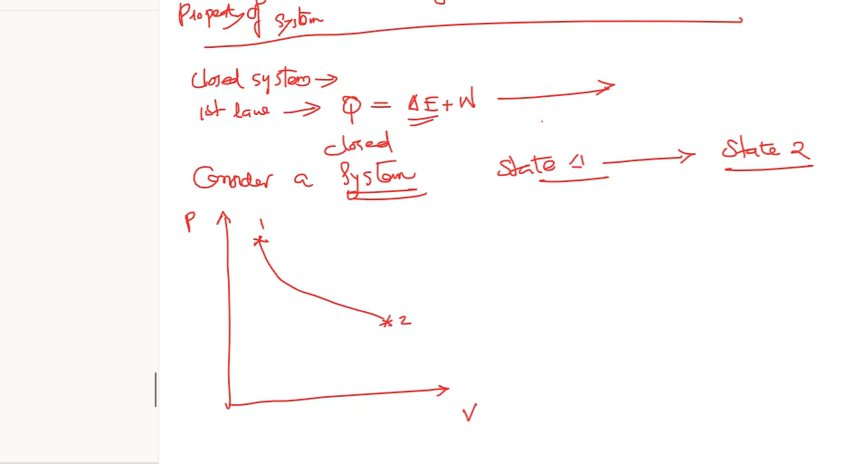 Property of System
Closed system →
1st law → Q = ΔE + W →
closed
Consider a System State 1 → State 2
P
1
2
V